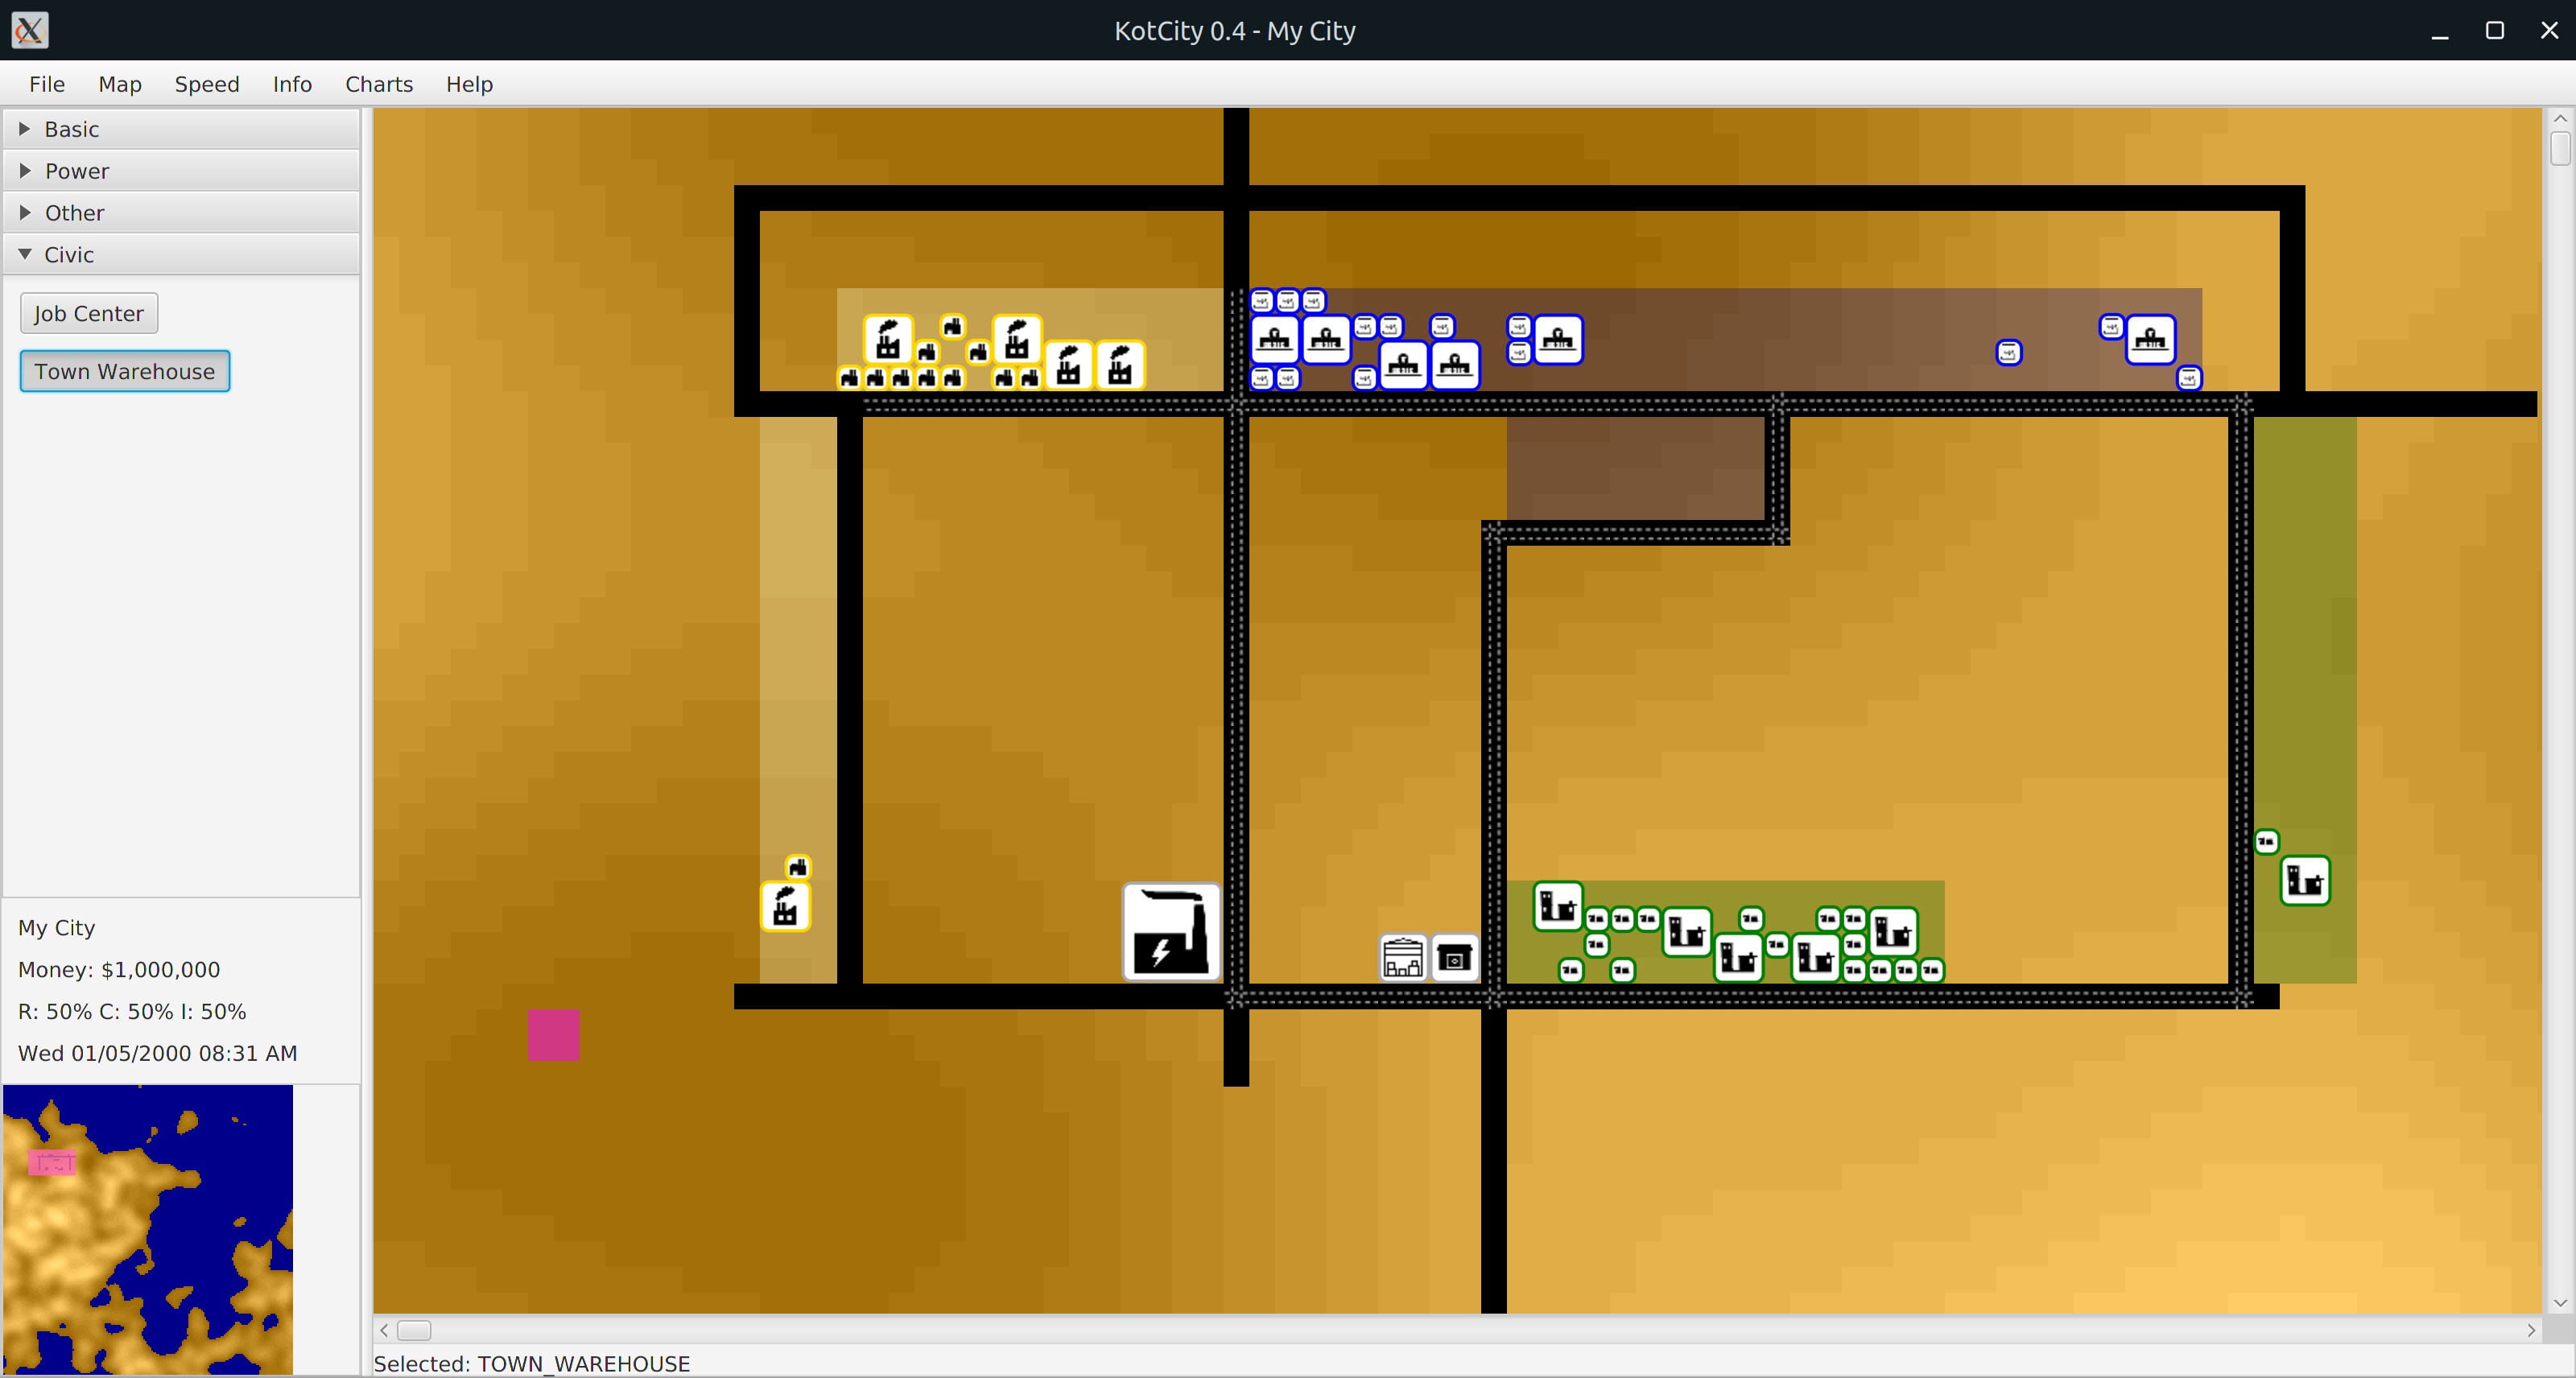 KotCity 0.4 - My City
File Map Speed Info Charts Help
Basic
Power
Other
Civic
Job Center
Town Warehouse
My City
Money: $1,000,000
R: 50% C: 50% I: 50%
Wed 01/05/2000 08:31 AM
Selected: TOWN_WAREHOUSE